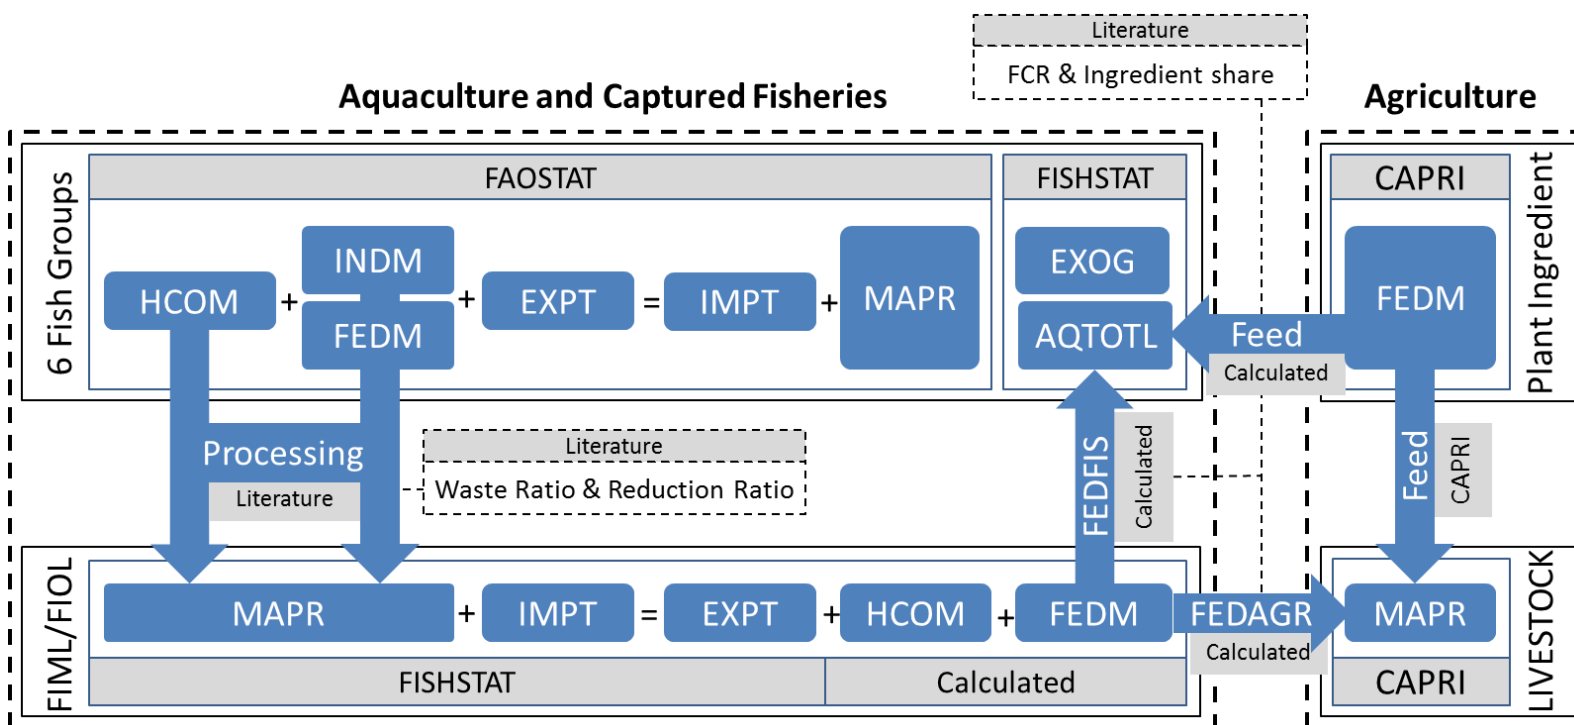 Literature
FCR & Ingredient share
Aquaculture and Captured Fisheries
Agriculture
6 Fish Groups
FAOSTAT
FISHSTAT
CAPRI
Plant Ingredient
HCOM
+
INDM
FEDM
+
EXPT
=
IMPT
+
MAPR
EXOG
AQTOTL
Feed
Calculated
FEDM
Processing
Literature
Literature
Waste Ratio & Reduction Ratio
FEDFIS
Calculated
Feed
CAPRI
FIML/FIOL
MAPR
+
IMPT
=
EXPT
+
HCOM
+
FEDM
FEDAGR
Calculated
MAPR
LIVESTOCK
FISHSTAT
Calculated
CAPRI